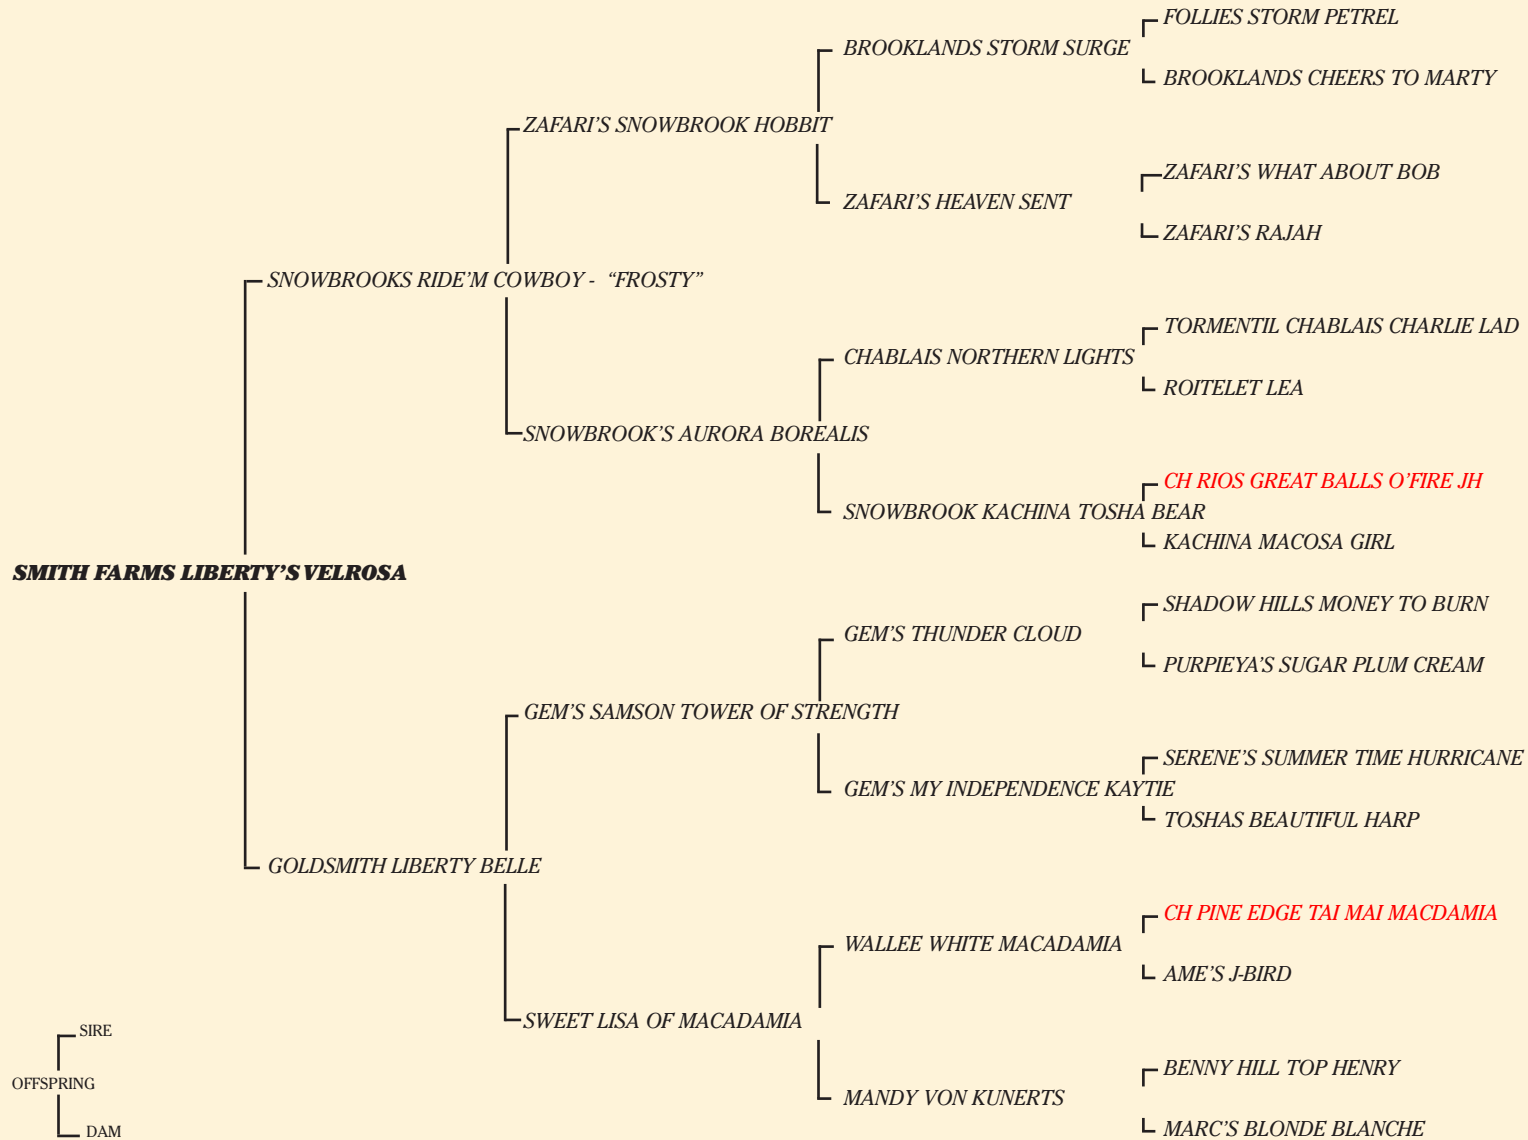 FOLLIES STORM PETREL
BROOKLANDS STORM SURGE
BROOKLANDS CHEERS TO MARTY
ZAFARI'S SNOWBROOK HOBBIT
ZAFARI'S WHAT ABOUT BOB
ZAFARI'S HEAVEN SENT
ZAFARI'S RAJAH
SNOWBROOKS RIDE'M COWBOY - “FROSTY”
TORMENTIL CHABLAIS CHARLIE LAD
CHABLAIS NORTHERN LIGHTS
ROITELET LEA
SNOWBROOK'S AURORA BOREALIS
CH RIOS GREAT BALLS O'FIRE JH
SNOWBROOK KACHINA TOSHA BEAR
KACHINA MACOSA GIRL
SMITH FARMS LIBERTY'S VELROSA
SHADOW HILLS MONEY TO BURN
GEM'S THUNDER CLOUD
PURPIEYA'S SUGAR PLUM CREAM
GEM'S SAMSON TOWER OF STRENGTH
SERENE'S SUMMER TIME HURRICANE
GEM'S MY INDEPENDENCE KAYTIE
TOSHAS BEAUTIFUL HARP
GOLDSMITH LIBERTY BELLE
CH PINE EDGE TAI MAI MACDAMIA
WALLEE WHITE MACADAMIA
AME'S J-BIRD
SWEET LISA OF MACADAMIA
BENNY HILL TOP HENRY
MANDY VON KUNERTS
MARC'S BLONDE BLANCHE
SIRE
OFFSPRING
DAM